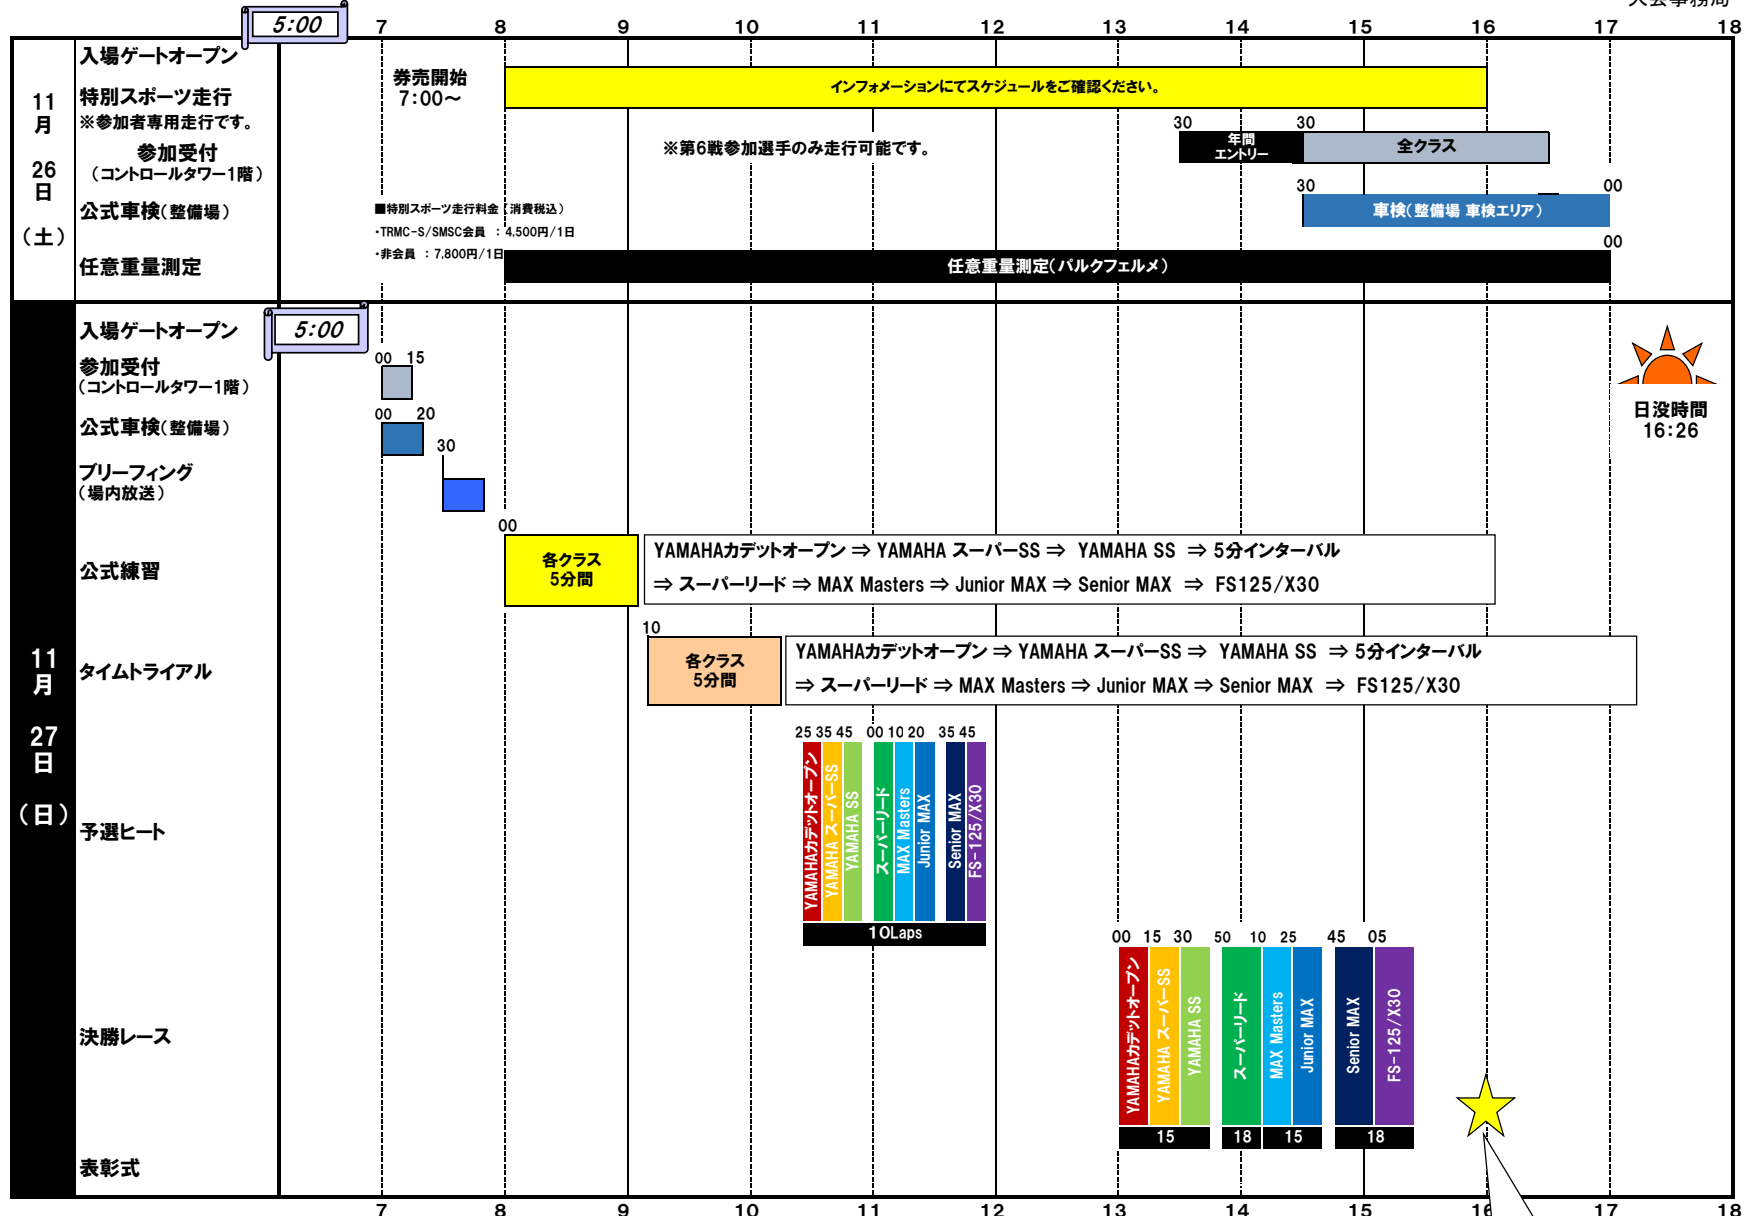 大会事務局
5:00
7 8 9 10 11 12 13 14 15 16 17 18
11月26日（土）
入場ゲートオープン
特別スポーツ走行
※参加者専用走行です。
券売開始
7:00～
インフォメーションにてスケジュールをご確認ください。
※第6戦参加選手のみ走行可能です。
参加受付
（コントロールタワー1階）
30 30
年間
エントリー
全クラス
公式車検（整備場）
30 00
車検（整備場 車検エリア）
■特別スポーツ走行料金（消費税込）
・TRMC-S/SMSC会員 ： 4,500円/1日
・非会員 ： 7,800円/1日
任意重量測定
00
任意重量測定（パルクフェルメ）
11月27日（日）
入場ゲートオープン
5:00
参加受付
（コントロールタワー1階）
00 15
公式車検（整備場）
00 20
ブリーフィング
（場内放送）
30
日没時間
16:26
公式練習
00
各クラス
5分間
YAMAHAカデットオープン ⇒ YAMAHA スーパーSS ⇒ YAMAHA SS ⇒ 5分インターバル
⇒ スーパーリード ⇒ MAX Masters ⇒ Junior MAX ⇒ Senior MAX ⇒ FS125/X30
タイムトライアル
10
各クラス
5分間
YAMAHAカデットオープン ⇒ YAMAHA スーパーSS ⇒ YAMAHA SS ⇒ 5分インターバル
⇒ スーパーリード ⇒ MAX Masters ⇒ Junior MAX ⇒ Senior MAX ⇒ FS125/X30
予選ヒート
25 35 45 00 10 20 35 45
YAMAHAカデットオープン
YAMAHA スーパーSS
YAMAHA SS
スーパーリード
MAX Masters
Junior MAX
Senior MAX
FS-125/X30
10Laps
決勝レース
00 15 30 50 10 25 45 05
YAMAHAカデットオープン
YAMAHA スーパーSS
YAMAHA SS
スーパーリード
MAX Masters
Junior MAX
Senior MAX
FS-125/X30
15 18 15 18
表彰式
7 8 9 10 11 12 13 14 15 16 17 18